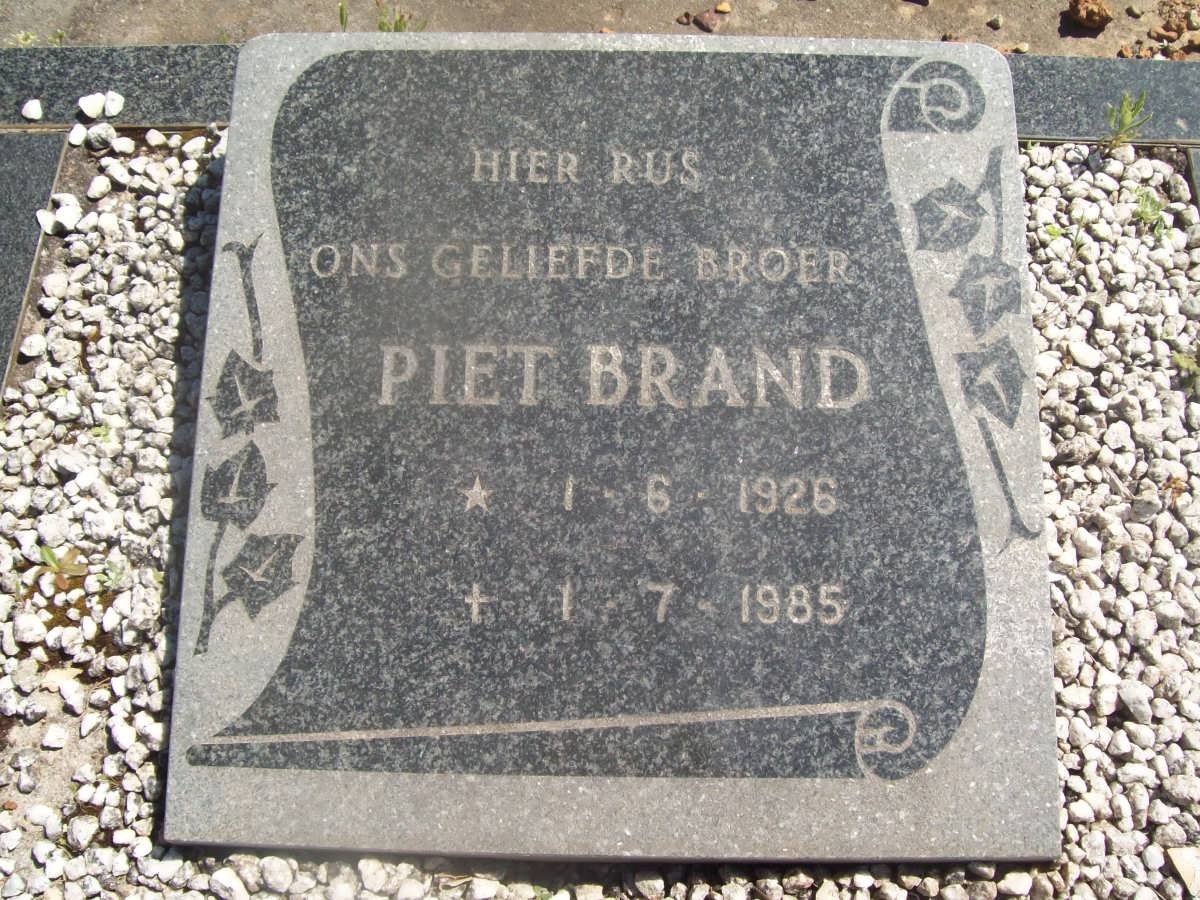 HIER RUS
ONS GELIEFDE BROER
PIET BRAND
☆ 1 - 6 - 1926
✝ 1 - 7 - 1985